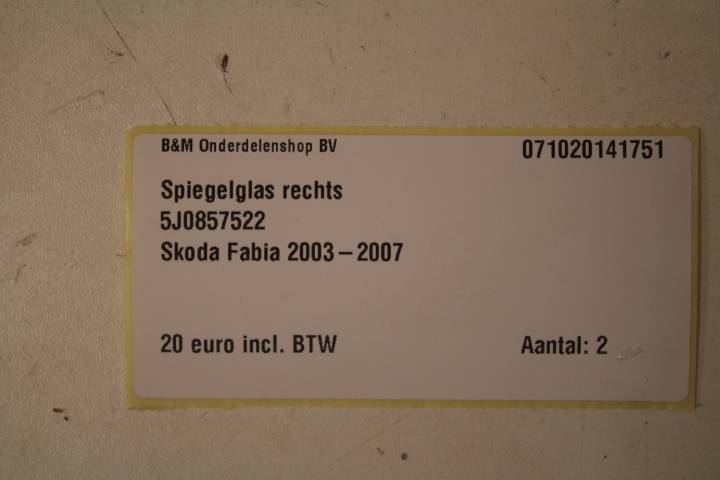 B&M Onderdelenshop BV 071020141751
Spiegelglas rechts
5J0857522
Skoda Fabia 2003–2007
20 euro incl. BTW Aantal: 2